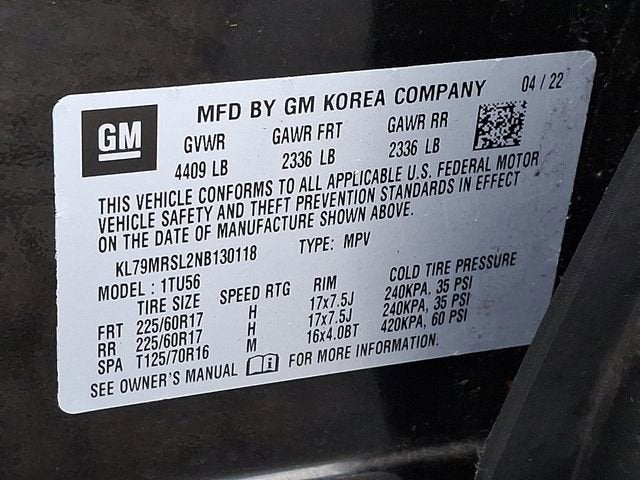 GM
MFD BY GM KOREA COMPANY 04 / 22
GVWR GAWR FRT GAWR RR
4409 LB 2336 LB 2336 LB
THIS VEHICLE CONFORMS TO ALL APPLICABLE U.S. FEDERAL MOTOR
VEHICLE SAFETY AND THEFT PREVENTION STANDARDS IN EFFECT
ON THE DATE OF MANUFACTURE SHOWN ABOVE.
KL79MRSL2NB130118 TYPE: MPV
MODEL : 1TU56
TIRE SIZE SPEED RTG RIM COLD TIRE PRESSURE
FRT 225/60R17 H 17x7.5J 240KPA, 35 PSI
RR 225/60R17 H 17x7.5J 240KPA, 35 PSI
SPA T125/70R16 M 16x4.0BT 420KPA, 60 PSI
SEE OWNER'S MANUAL FOR MORE INFORMATION.